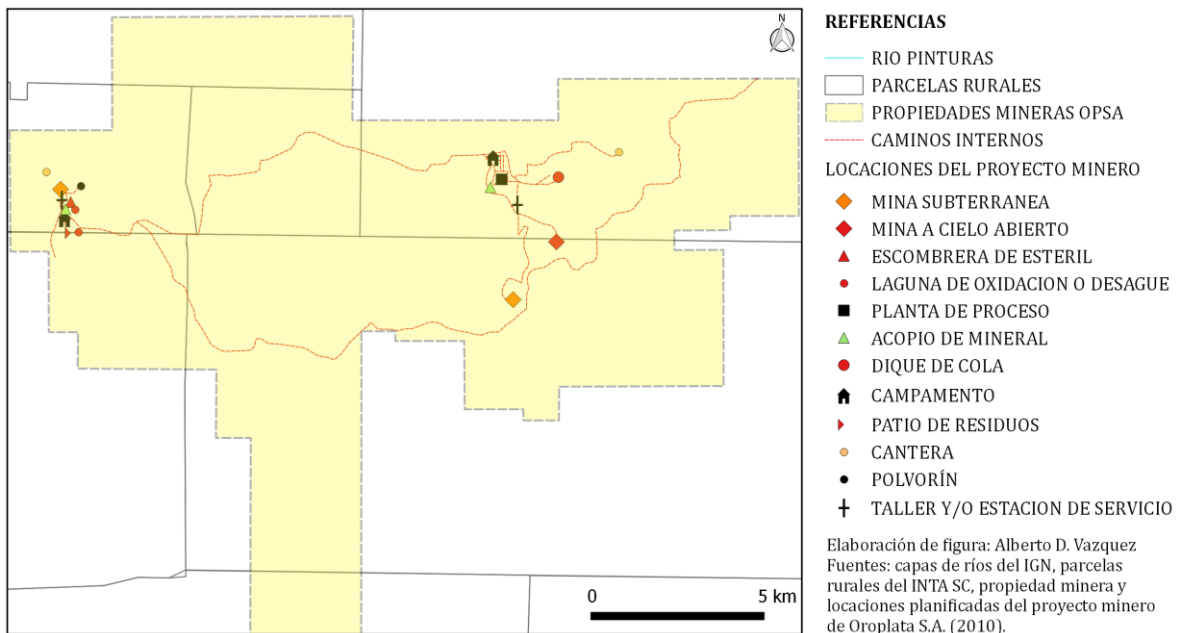 N
0
5 km
REFERENCIAS
RIO PINTURAS
PARCELAS RURALES
PROPIEDADES MINERAS OPSA
CAMINOS INTERNOS
LOCACIONES DEL PROYECTO MINERO
MINA SUBTERRANEA
MINA A CIELO ABIERTO
ESCOMBRERA DE ESTERIL
LAGUNA DE OXIDACION O DESAGUE
PLANTA DE PROCESO
ACOPIO DE MINERAL
DIQUE DE COLA
CAMPAMENTO
PATIO DE RESIDUOS
CANTERA
POLVORÍN
TALLER Y/O ESTACION DE SERVICIO
Elaboración de figura: Alberto D. Vazquez
Fuentes: capas de ríos del IGN, parcelas
rurales del INTA SC, propiedad minera y
locaciones planificadas del proyecto minero
de Oroplata S.A. (2010).